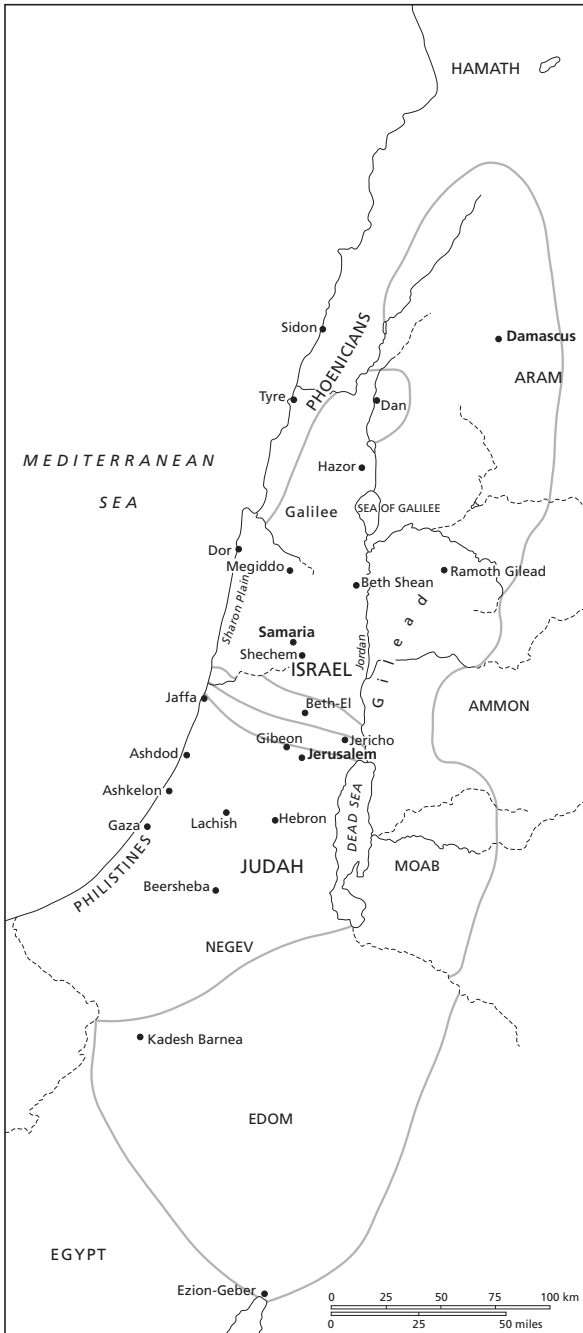 HAMATH
Sidon
PHOENICIANS
Damascus
ARAM
Tyre
Dan
MEDITERRANEAN
SEA
Hazor
Galilee
SEA OF GALILEE
Dor
Megiddo
Beth Shean
Ramoth Gilead
Sharon Plain
Samaria
Shechem
Jordan
Gilead
ISRAEL
Jaffa
Beth-El
AMMON
Gibeon
Jericho
Ashdod
Jerusalem
Ashkelon
Lachish
Hebron
DEAD SEA
Gaza
PHILISTINES
JUDAH
MOAB
Beersheba
NEGEV
Kadesh Barnea
EDOM
EGYPT
Ezion-Geber
0 25 50 75 100 km
0 25 50 miles